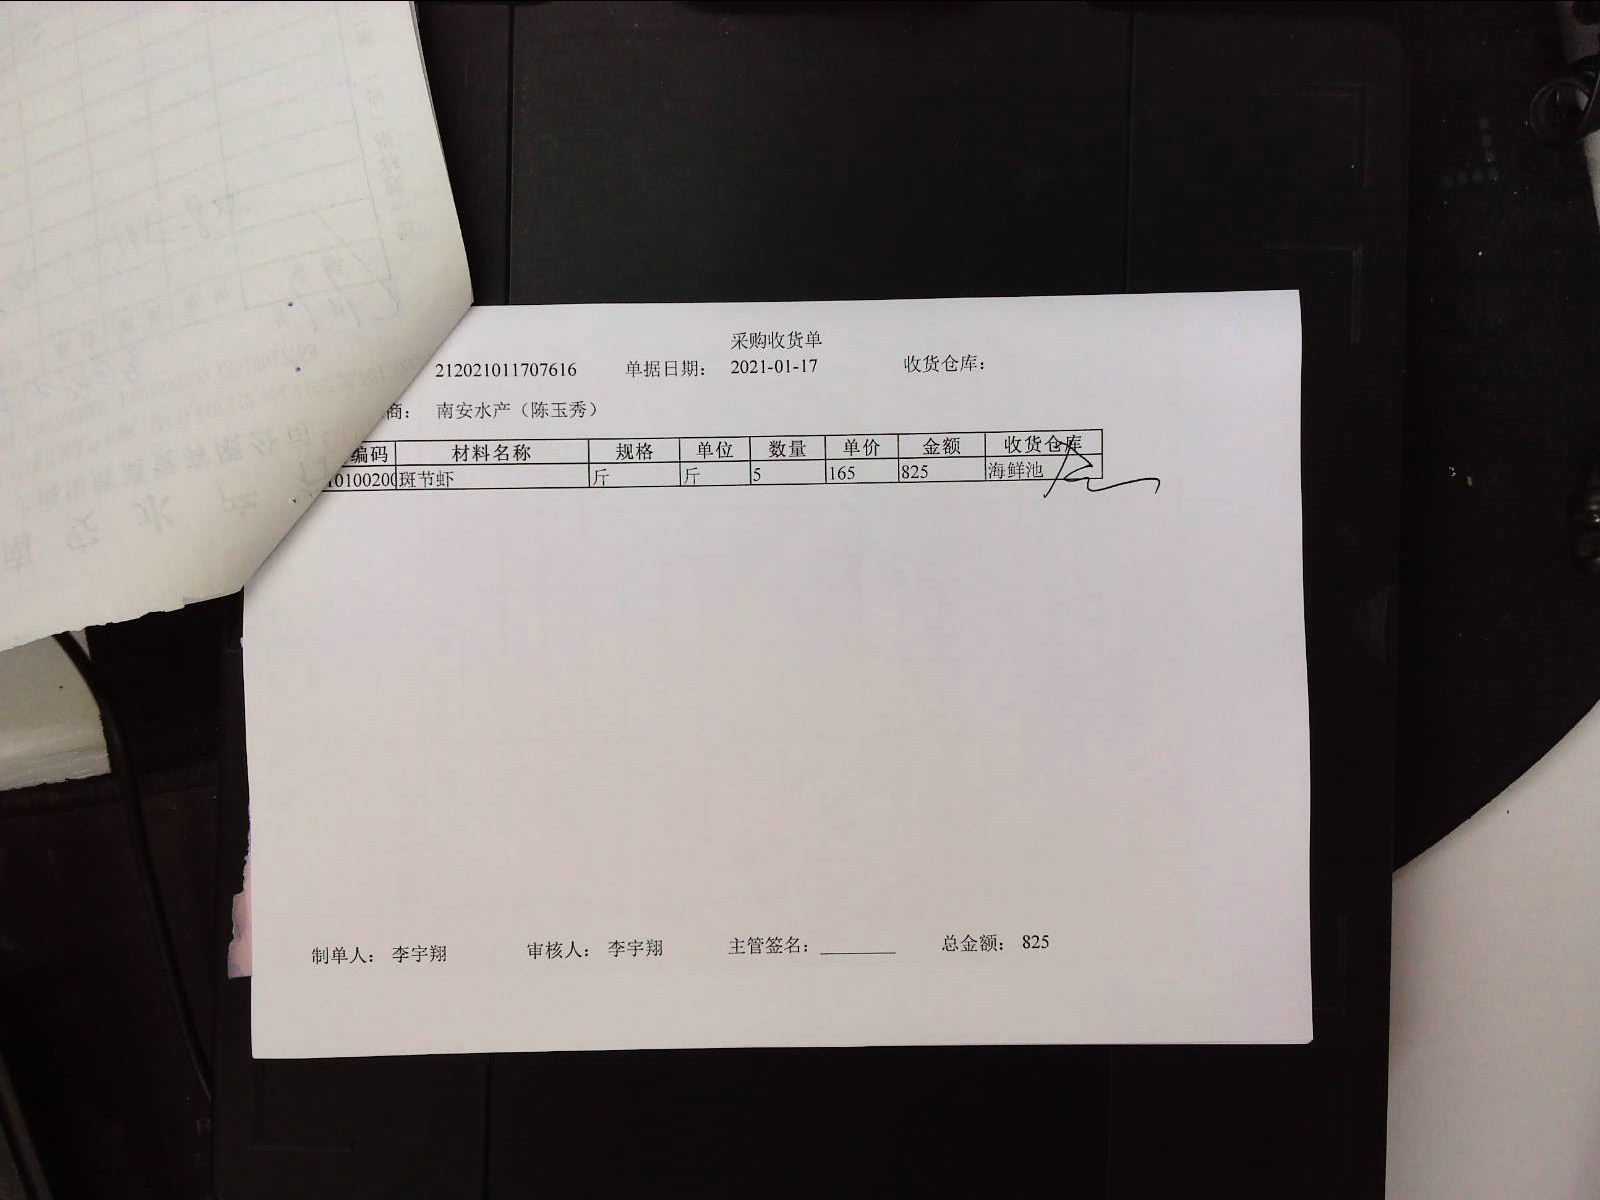 采购收货单
212021011707616 单据日期： 2021-01-17 收货仓库：
商： 南安水产（陈玉秀）
编码 材料名称 规格 单位 数量 单价 金额 收货仓库
10100200 斑节虾 斤 斤 5 165 825 海鲜池
制单人： 李宇翔 审核人： 李宇翔 主管签名： 总金额： 825